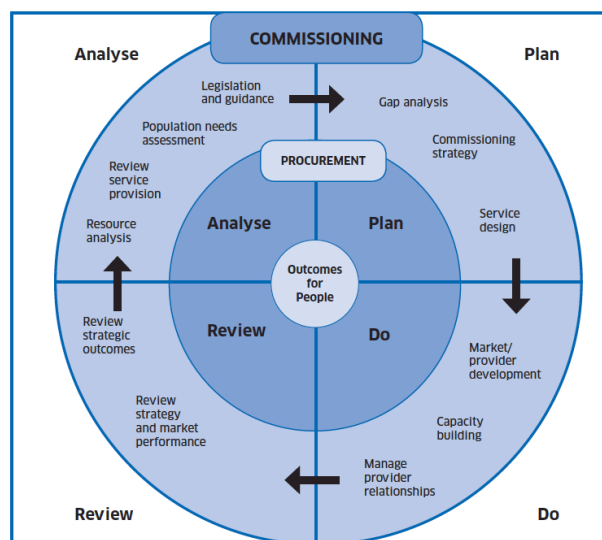 COMMISSIONING
Analyse
Plan
Legislation
and guidance
Gap analysis
Population needs
assessment
Commissioning
strategy
PROCUREMENT
Review
service
provision
Resource
analysis
Analyse
Plan
Service
design
Outcomes
for
People
Review
Do
Review
strategic
outcomes
Market/
provider
development
Review
strategy
and market
performance
Capacity
building
Manage
provider
relationships
Review
Do